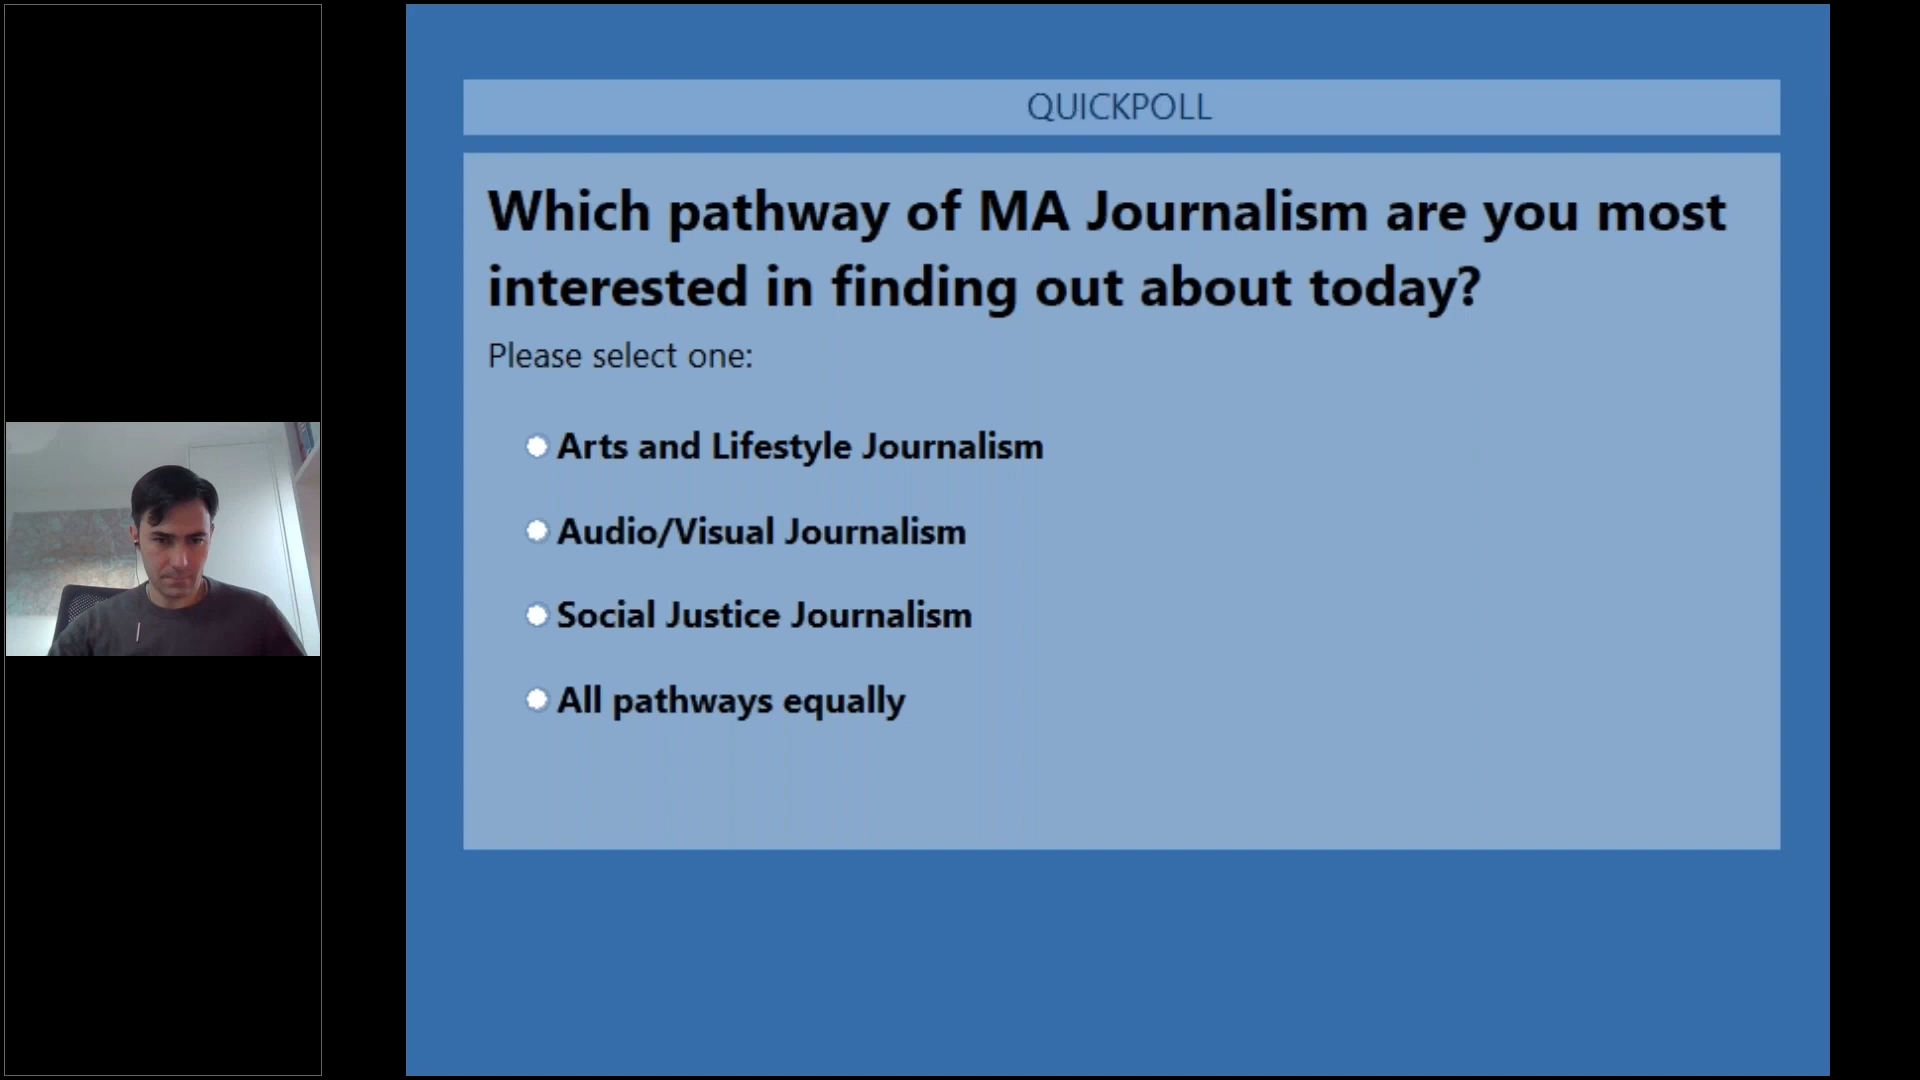 QUICKPOLL
Which pathway of MA Journalism are you most
interested in finding out about today?
Please select one:
Arts and Lifestyle Journalism
Audio/Visual Journalism
Social Justice Journalism
All pathways equally